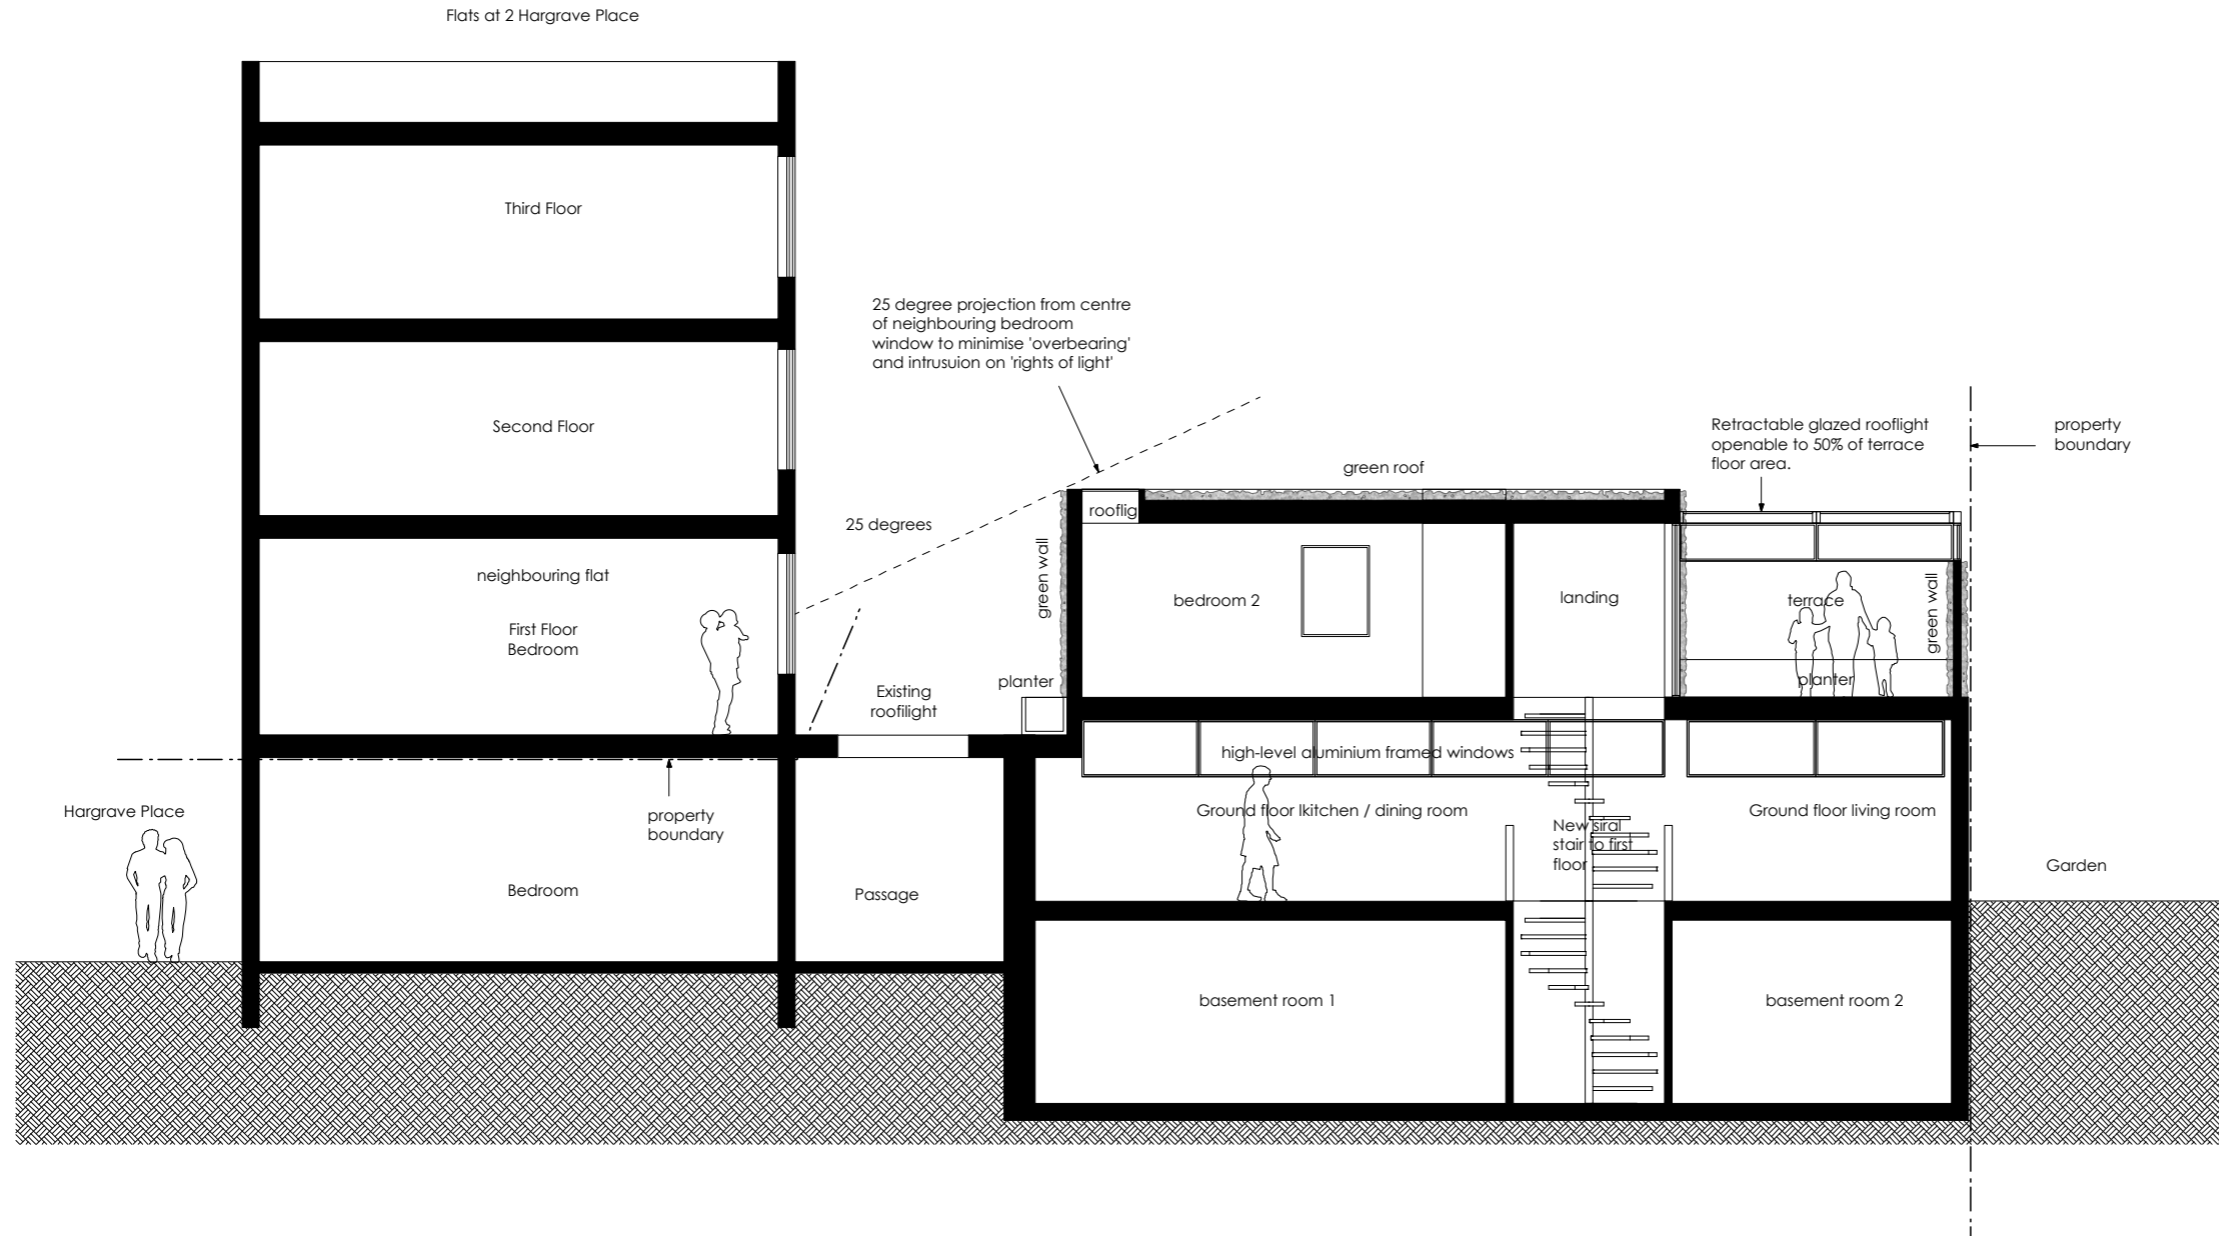 Flats at 2 Hargrave Place
Third Floor
25 degree projection from centre
of neighbouring bedroom
window to minimise 'overbearing'
and intrusuion on 'rights of light'
Second Floor
Retractable glazed rooflight
openable to 50% of terrace
floor area.
property
boundary
green roof
rooflig
25 degrees
green wall
neighbouring flat
First Floor
Bedroom
bedroom 2
landing
terrace
green wall
planter
planter
Existing
roofilight
high-level aluminium framed windows
Hargrave Place
property
boundary
Ground floor lkitchen / dining room
New siral
stair to first
floor
Ground floor living room
Garden
Bedroom
Passage
basement room 1
basement room 2